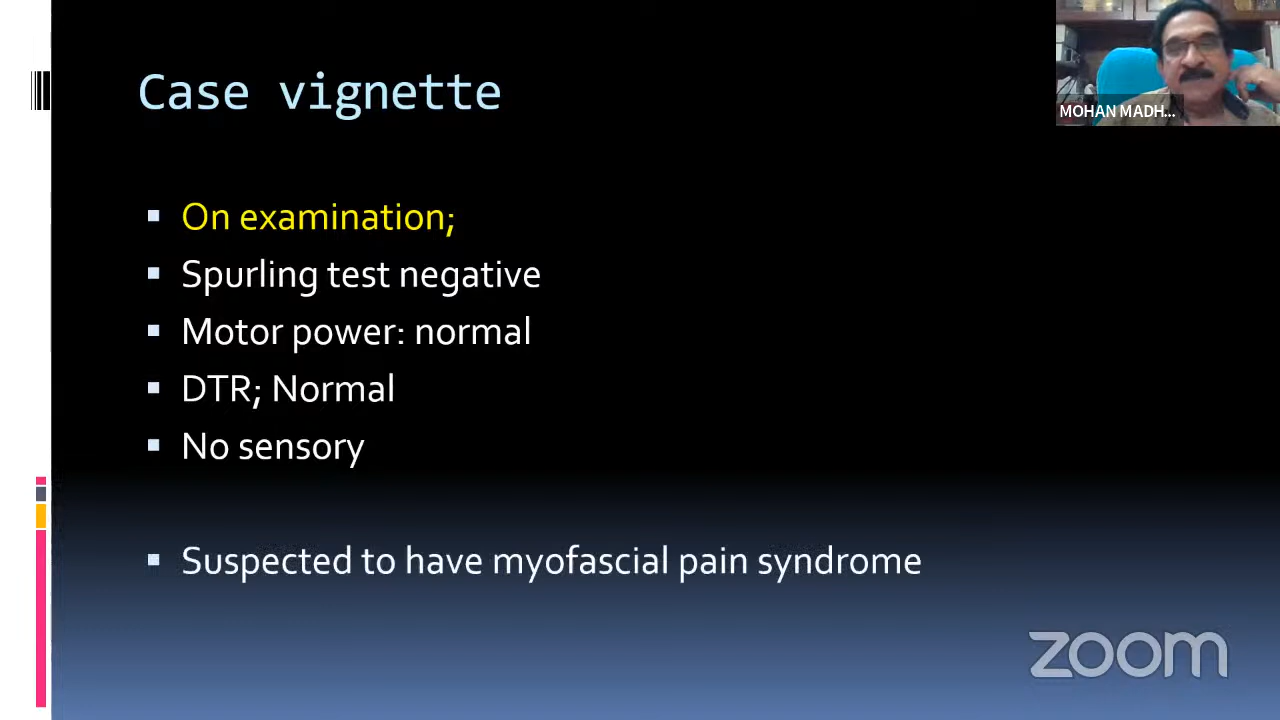 Case vignette
MOHAN MADH...
On examination;
Spurling test negative
Motor power: normal
DTR; Normal
No sensory
Suspected to have myofascial pain syndrome
zoom